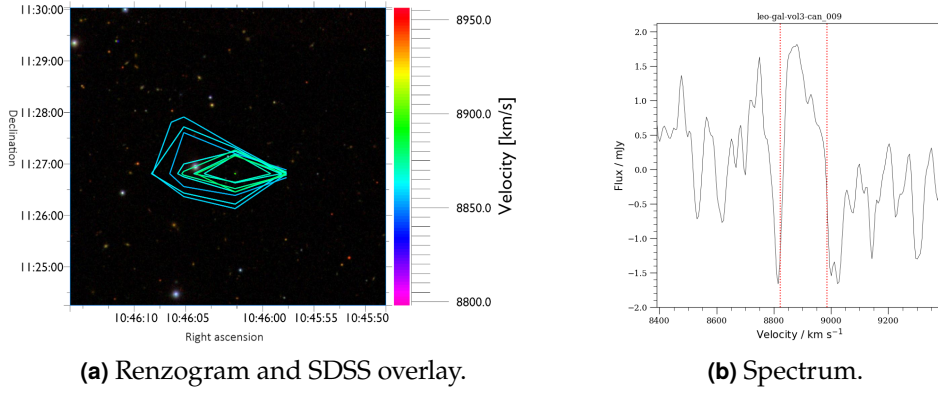 11:30:00
11:29:00
11:28:00
11:27:00
11:26:00
11:25:00
Declination
10:46:10 10:46:05 10:46:00 10:45:55 10:45:50
Right ascension
8950.0
8900.0
8850.0
8800.0
Velocity [km/s]
(a) Renzogram and SDSS overlay.
leo-gal-vol3-can_009
2.0
1.5
1.0
0.5
0.0
−0.5
−1.0
−1.5
−2.0
Flux / mJy
8400 8600 8800 9000 9200
Velocity / km s⁻¹
(b) Spectrum.